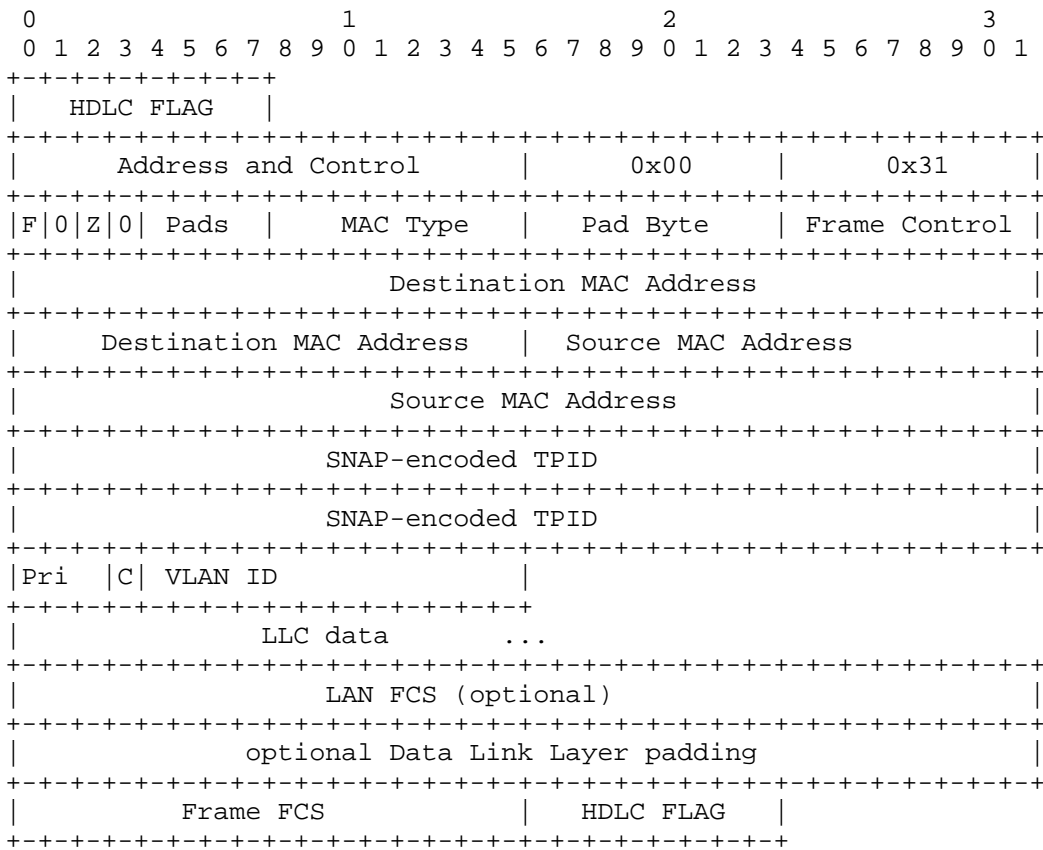 0                   1                   2                   3
 0 1 2 3 4 5 6 7 8 9 0 1 2 3 4 5 6 7 8 9 0 1 2 3 4 5 6 7 8 9 0 1
+-+-+-+-+-+-+-+-+
|   HDLC FLAG   |
+-+-+-+-+-+-+-+-+-+-+-+-+-+-+-+-+-+-+-+-+-+-+-+-+-+-+-+-+-+-+-+-+
|      Address and Control      |      0x00     |      0x31     |
+-+-+-+-+-+-+-+-+-+-+-+-+-+-+-+-+-+-+-+-+-+-+-+-+-+-+-+-+-+-+-+-+
|F|0|Z|0| Pads  |    MAC Type   |   Pad Byte    | Frame Control |
+-+-+-+-+-+-+-+-+-+-+-+-+-+-+-+-+-+-+-+-+-+-+-+-+-+-+-+-+-+-+-+-+
|                       Destination MAC Address                 |
+-+-+-+-+-+-+-+-+-+-+-+-+-+-+-+-+-+-+-+-+-+-+-+-+-+-+-+-+-+-+-+-+
|     Destination MAC Address   |  Source MAC Address           |
+-+-+-+-+-+-+-+-+-+-+-+-+-+-+-+-+-+-+-+-+-+-+-+-+-+-+-+-+-+-+-+-+
|                       Source MAC Address                      |
+-+-+-+-+-+-+-+-+-+-+-+-+-+-+-+-+-+-+-+-+-+-+-+-+-+-+-+-+-+-+-+-+
|                   SNAP-encoded TPID                           |
+-+-+-+-+-+-+-+-+-+-+-+-+-+-+-+-+-+-+-+-+-+-+-+-+-+-+-+-+-+-+-+-+
|                   SNAP-encoded TPID                           |
+-+-+-+-+-+-+-+-+-+-+-+-+-+-+-+-+-+-+-+-+-+-+-+-+-+-+-+-+-+-+-+-+
|Pri  |C| VLAN ID               |
+-+-+-+-+-+-+-+-+-+-+-+-+-+-+-+-+
|               LLC data       ...
+-+-+-+-+-+-+-+-+-+-+-+-+-+-+-+-+-+-+-+-+-+-+-+-+-+-+-+-+-+-+-+-+
|                   LAN FCS (optional)                          |
+-+-+-+-+-+-+-+-+-+-+-+-+-+-+-+-+-+-+-+-+-+-+-+-+-+-+-+-+-+-+-+-+
|              optional Data Link Layer padding                 |
+-+-+-+-+-+-+-+-+-+-+-+-+-+-+-+-+-+-+-+-+-+-+-+-+-+-+-+-+-+-+-+-+
|          Frame FCS            |   HDLC FLAG   |
+-+-+-+-+-+-+-+-+-+-+-+-+-+-+-+-+-+-+-+-+-+-+-+-+